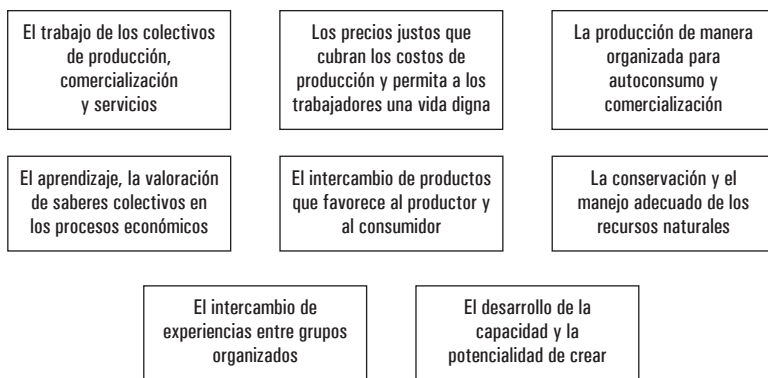 El trabajo de los colectivos
de producción,
comercialización
y servicios
Los precios justos que
cubran los costos de
producción y permita a los
trabajadores una vida digna
La producción de manera
organizada para
autoconsumo y
comercialización
El aprendizaje, la valoración
de saberes colectivos en
los procesos económicos
El intercambio de productos
que favorece al productor y
al consumidor
La conservación y el
manejo adecuado de los
recursos naturales
El intercambio de
experiencias entre grupos
organizados
El desarrollo de la
capacidad y la
potencialidad de crear